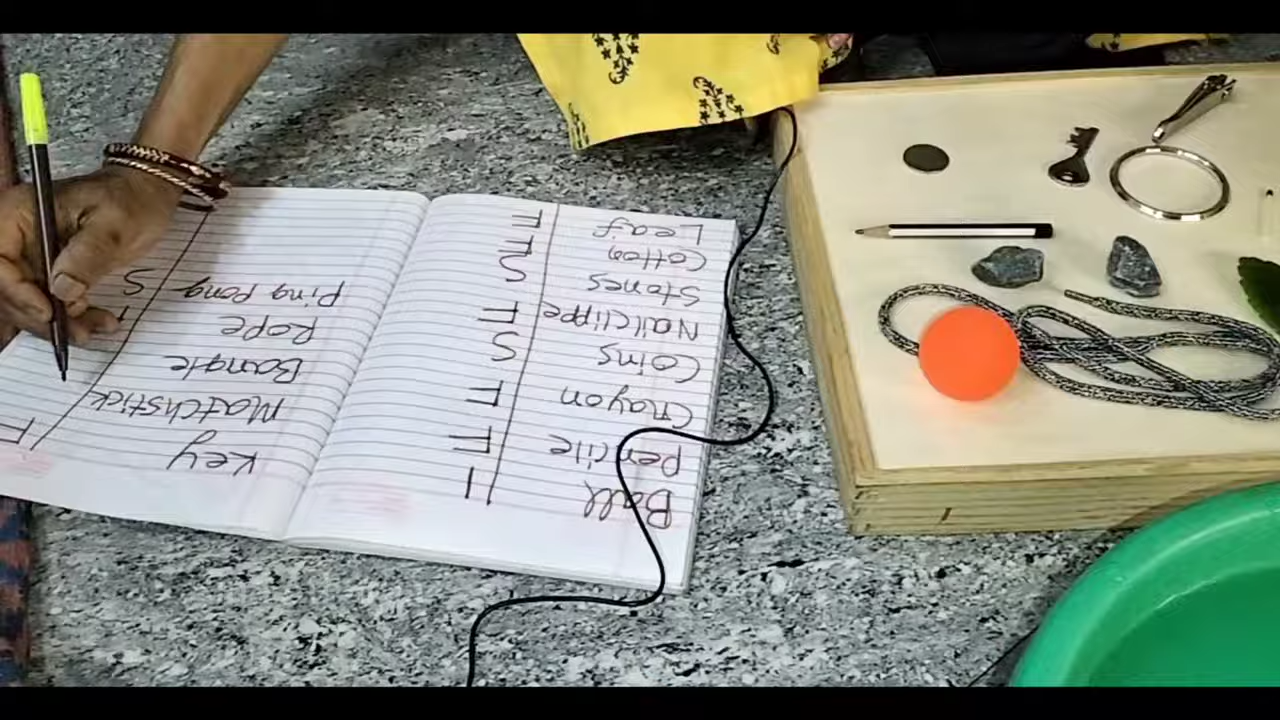 Ball
Pencile F
Crayon F
Coins S
Nailclippe F
Stones S
Cotton F
Leaf F
Key F
Matchstick
Bangle
Rope
Ping Pong S